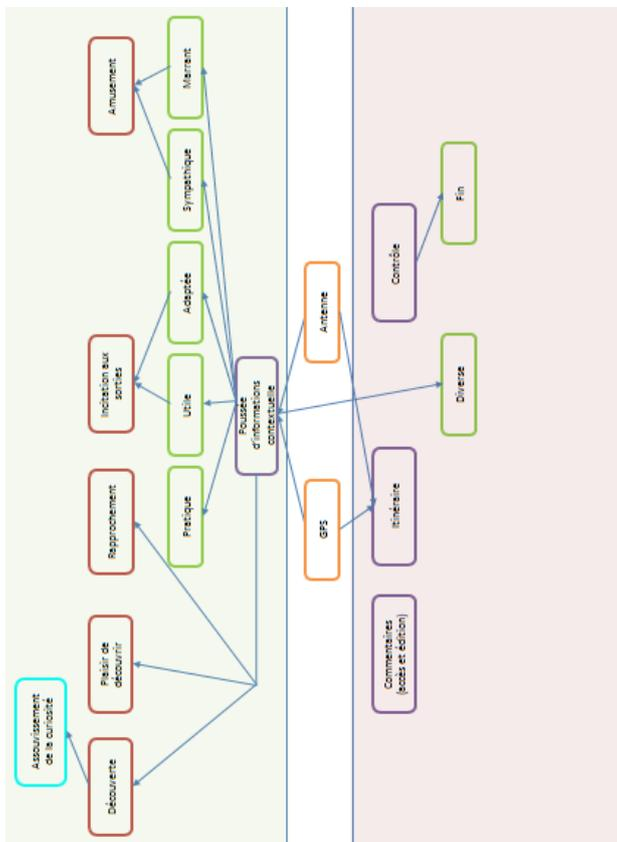 Assouvissement
de la curiosité
Découverte
Plaisir de
découvrir
Rapprochement
Incitation aux
sorties
Amusement
Pratique
Utile
Adaptée
Sympathique
Marrant
Poussée
d'informations
contextuelle
GPS
Antenne
Commentaires
(accès et édition)
Itinéraire
Contrôle
Diverse
Fin